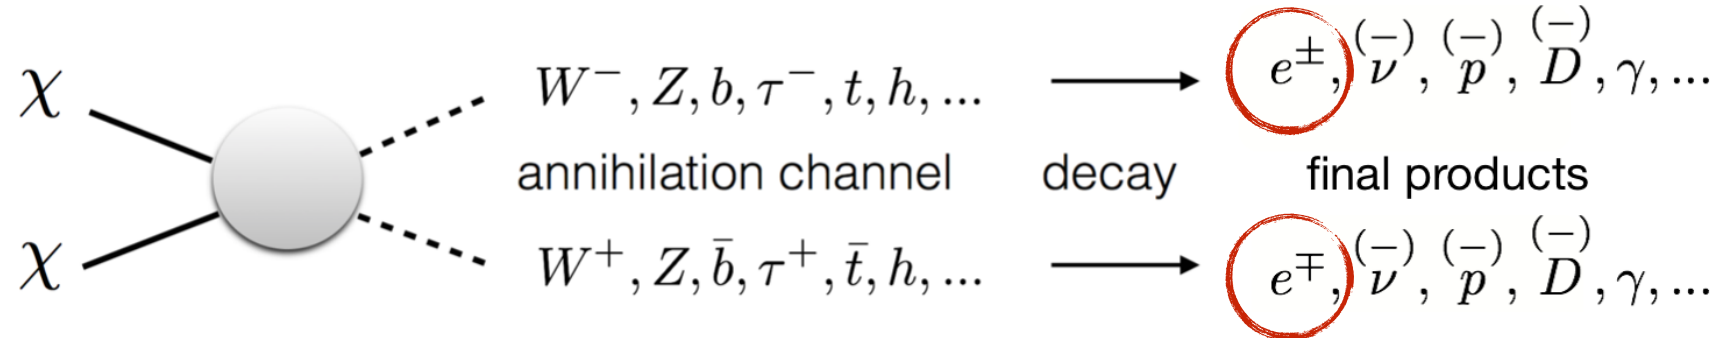 χ
W⁻, Z, b, τ⁻, t, h, ...
e^±, ν^(−), p^(−), D^(−), γ, ...
annihilation channel
decay
final products
χ
W⁺, Z, b̄, τ⁺, t̄, h, ...
e^∓, ν^(−), p^(−), D^(−), γ, ...